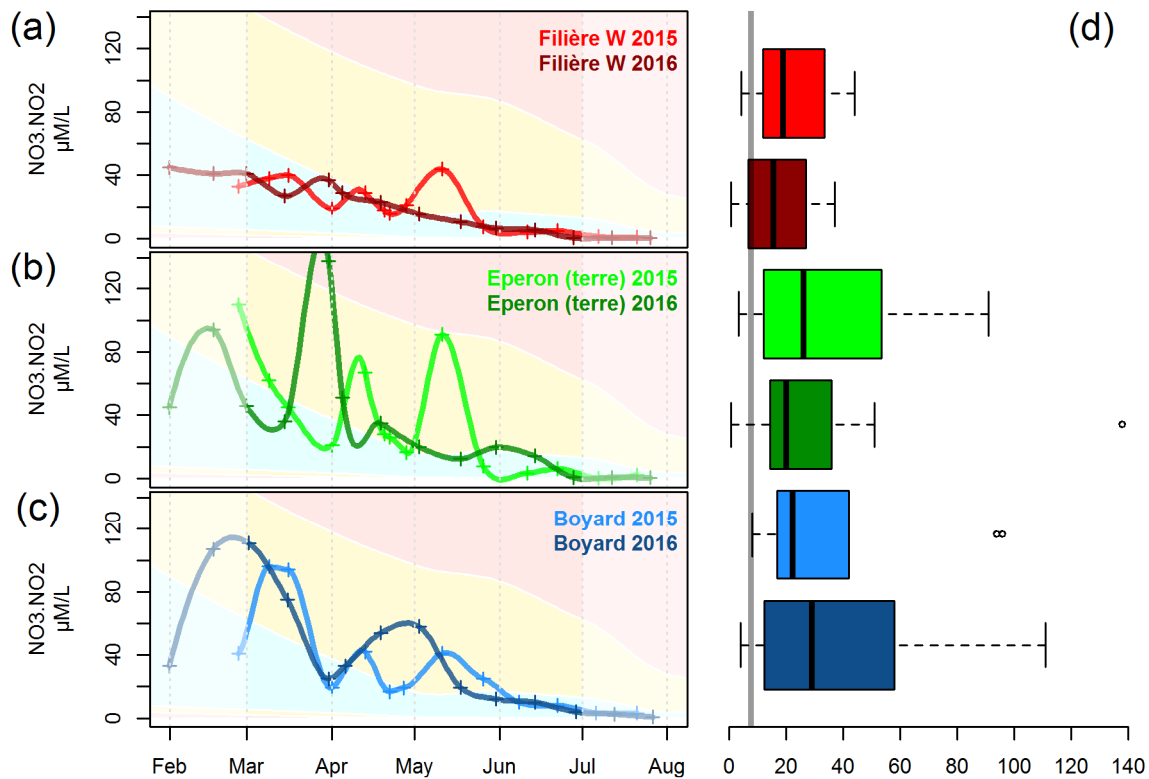 (a)
NO3.NO2
µM/L
0 40 80 120
Filière W 2015
Filière W 2016
(b)
NO3.NO2
µM/L
0 40 80 120
Eperon (terre) 2015
Eperon (terre) 2016
(c)
NO3.NO2
µM/L
0 40 80 120
Boyard 2015
Boyard 2016
Feb Mar Apr May Jun Jul Aug
(d)
0 20 40 60 80 100 120 140